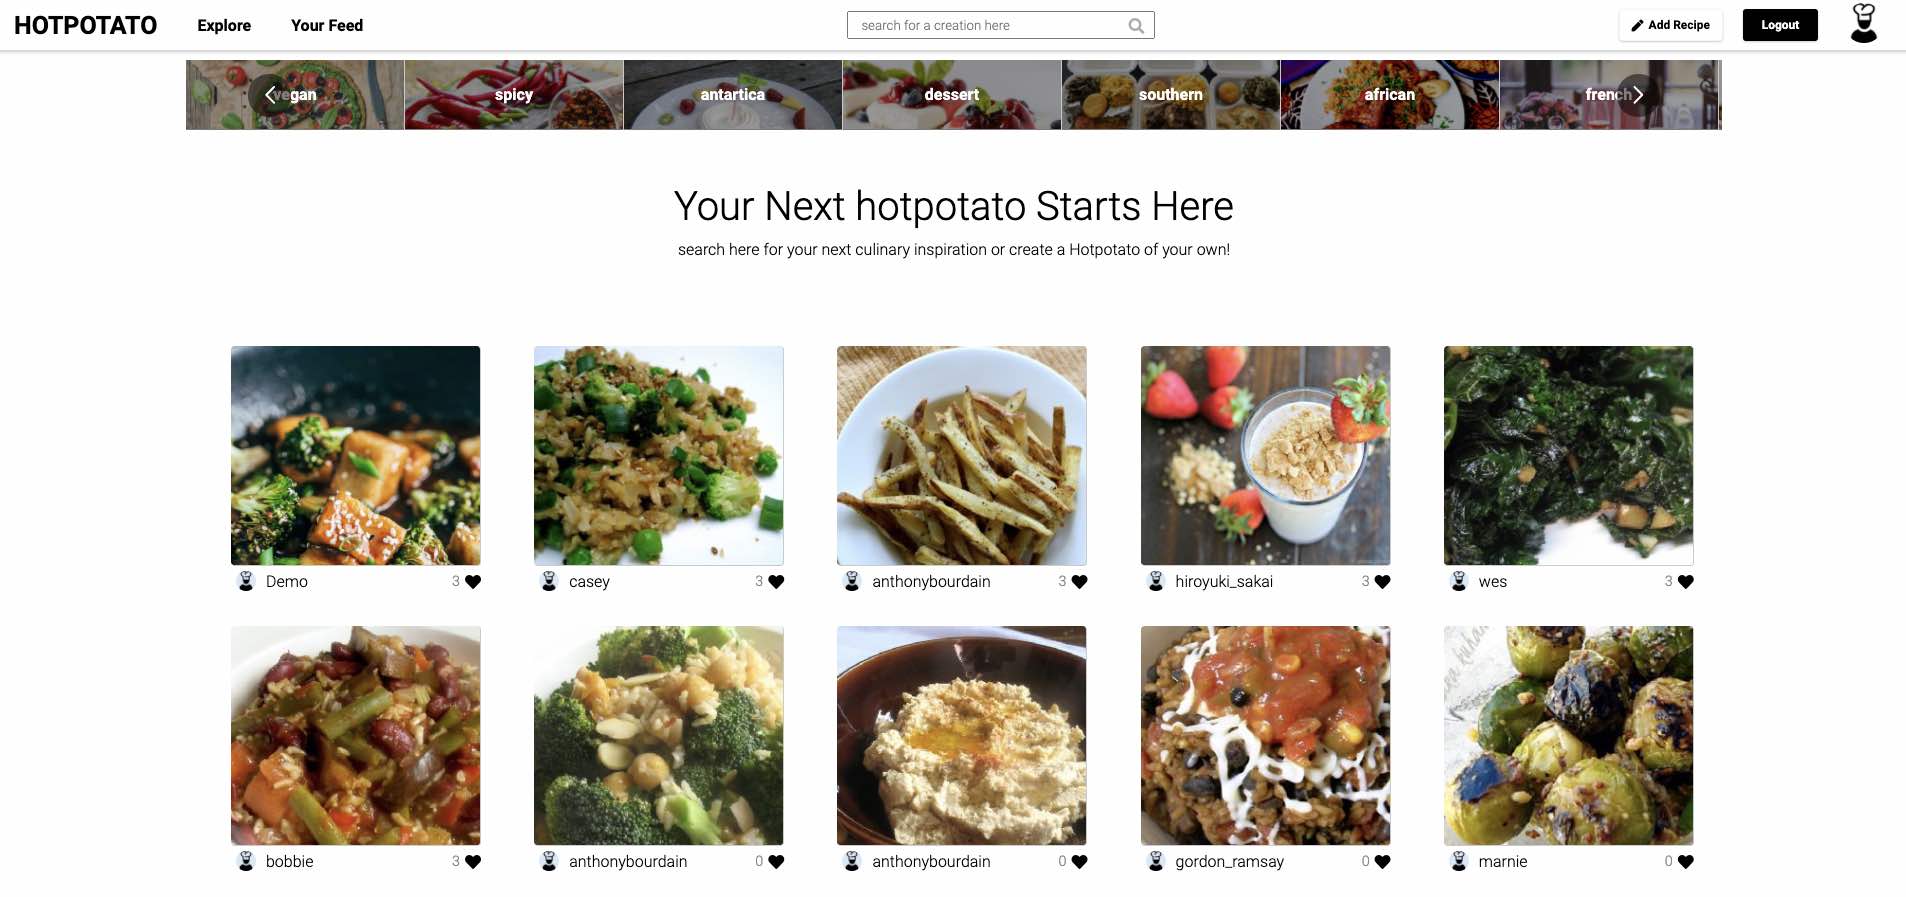 HOTPOTATO
Explore
Your Feed
search for a creation here
Add Recipe
Logout
vegan
spicy
antartica
dessert
southern
african
french
Your Next hotpotato Starts Here
search here for your next culinary inspiration or create a Hotpotato of your own!
Demo 3
casey 3
anthonybourdain 3
hiroyuki_sakai 3
wes 3
bobbie 3
anthonybourdain 0
anthonybourdain 0
gordon_ramsay 0
marnie 0